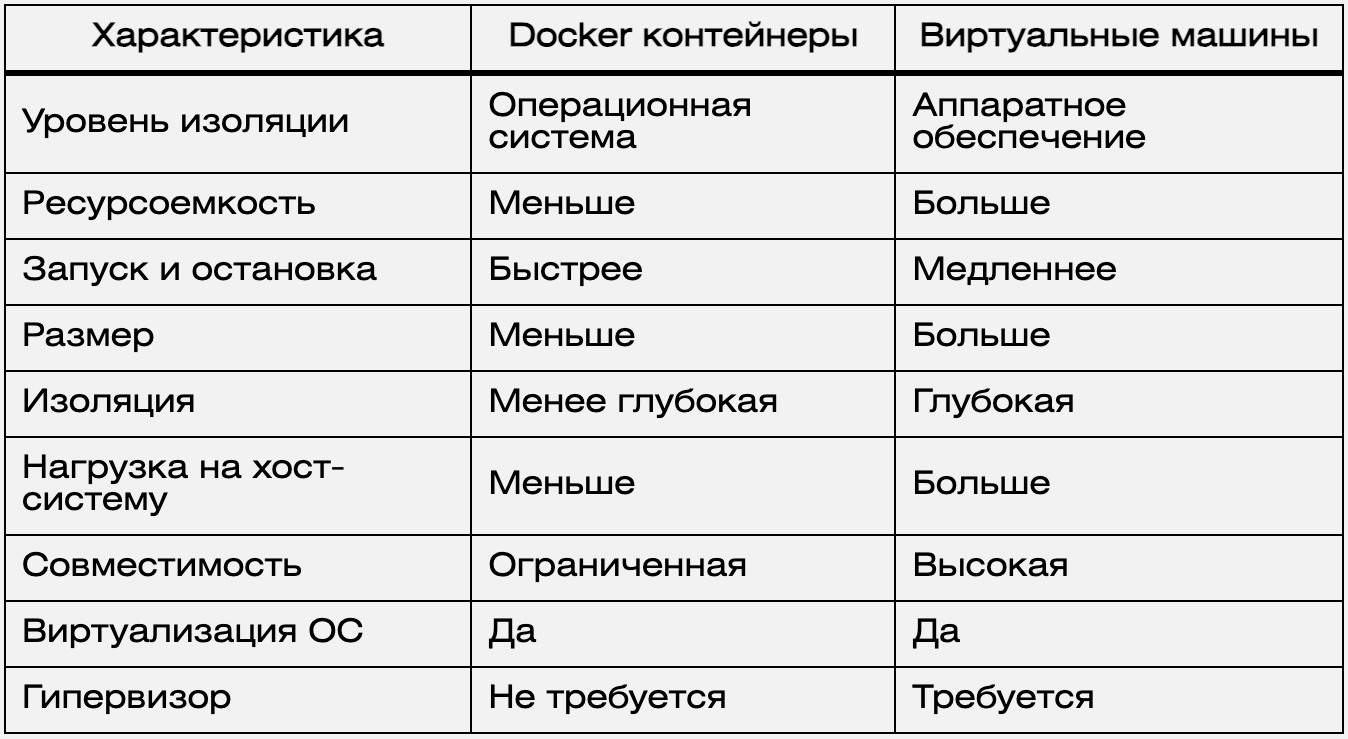 Характеристика Docker контейнеры Виртуальные машины
Уровень изоляции Операционная система Аппаратное обеспечение
Ресурсоемкость Меньше Больше
Запуск и остановка Быстрее Медленнее
Размер Меньше Больше
Изоляция Менее глубокая Глубокая
Нагрузка на хост-систему Меньше Больше
Совместимость Ограниченная Высокая
Виртуализация ОС Да Да
Гипервизор Не требуется Требуется